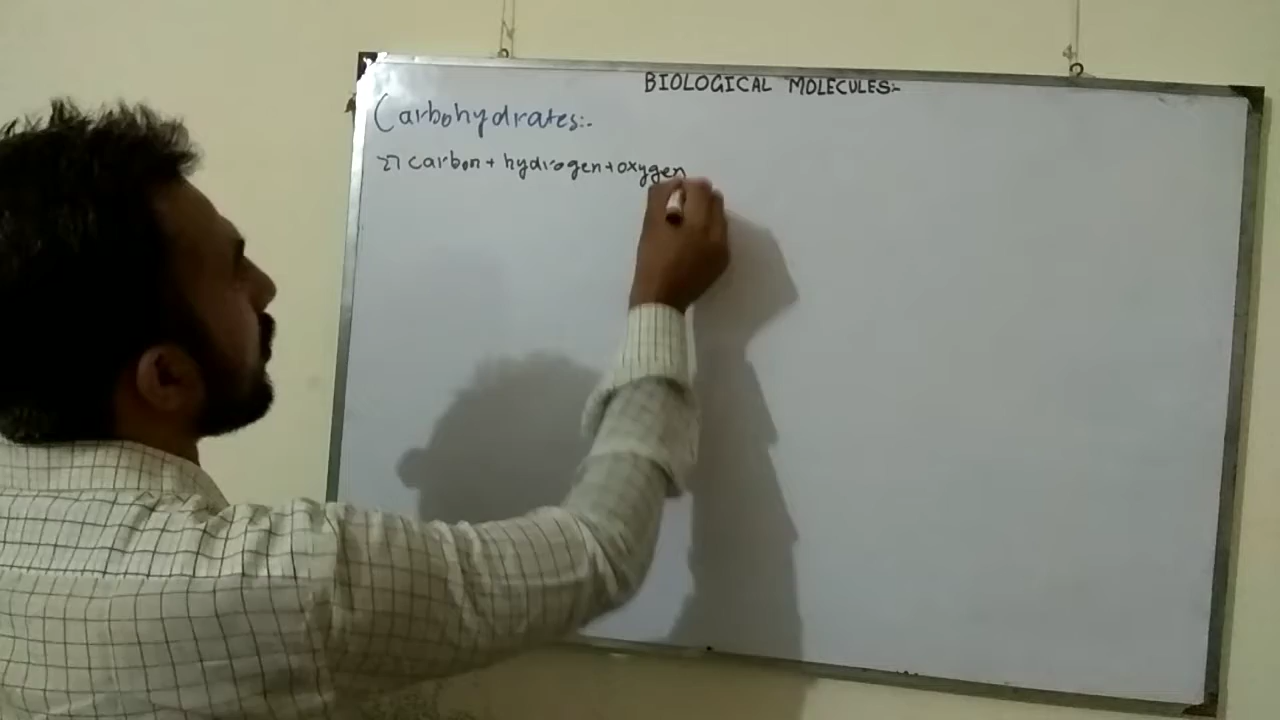 BIOLOGICAL MOLECULES:-
Carbohydrates:-
=> carbon + hydrogen + oxygen